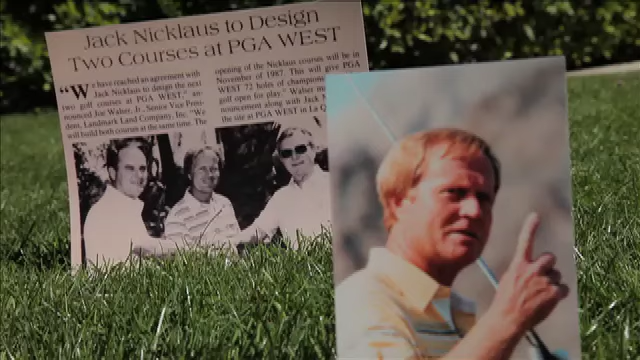 Jack Nicklaus to Design
Two Courses at PGA WEST
"We have reached an agreement with
Jack Nicklaus to design the next
two golf courses at PGA WEST," an-
nounced Joe Walser, Jr., Senior Vice Presi-
dent, Landmark Land Company, Inc. "We
will build both courses at the same time. The
opening of the Nicklaus courses will be in
November of 1987. This will give PGA
WEST 72 holes of champion
golf open for play." Walser m
nouncement along with Jack
the site at PGA WEST in La Q